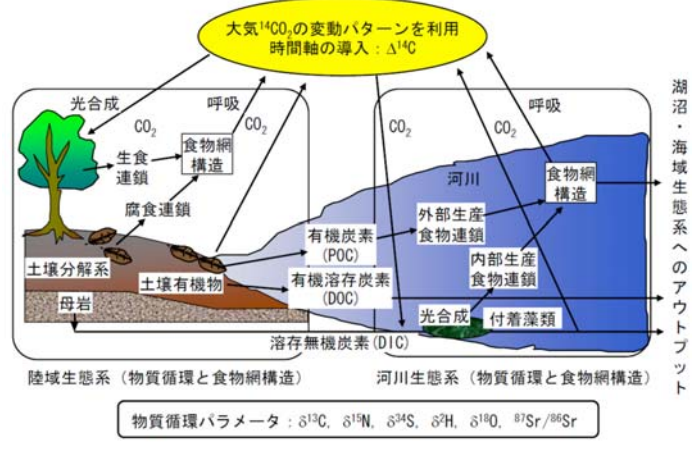 大気¹⁴CO₂の変動パターンを利用
時間軸の導入：Δ¹⁴C
光合成
呼吸
CO₂
CO₂
生食
連鎖
食物網
構造
腐食連鎖
土壌分解系
土壌有機物
母岩
有機炭素
(POC)
有機溶存炭素
(DOC)
溶存無機炭素(DIC)
呼吸
CO₂
CO₂
河川
食物網
構造
外部生産
食物連鎖
内部生産
食物連鎖
光合成
付着藻類
湖沼・海域生態系へのアウトプット
陸域生態系（物質循環と食物網構造）
河川生態系（物質循環と食物網構造）
物質循環パラメータ：δ¹³C, δ¹⁵N, δ³⁴S, δ²H, δ¹⁸O, ⁸⁷Sr/⁸⁶Sr